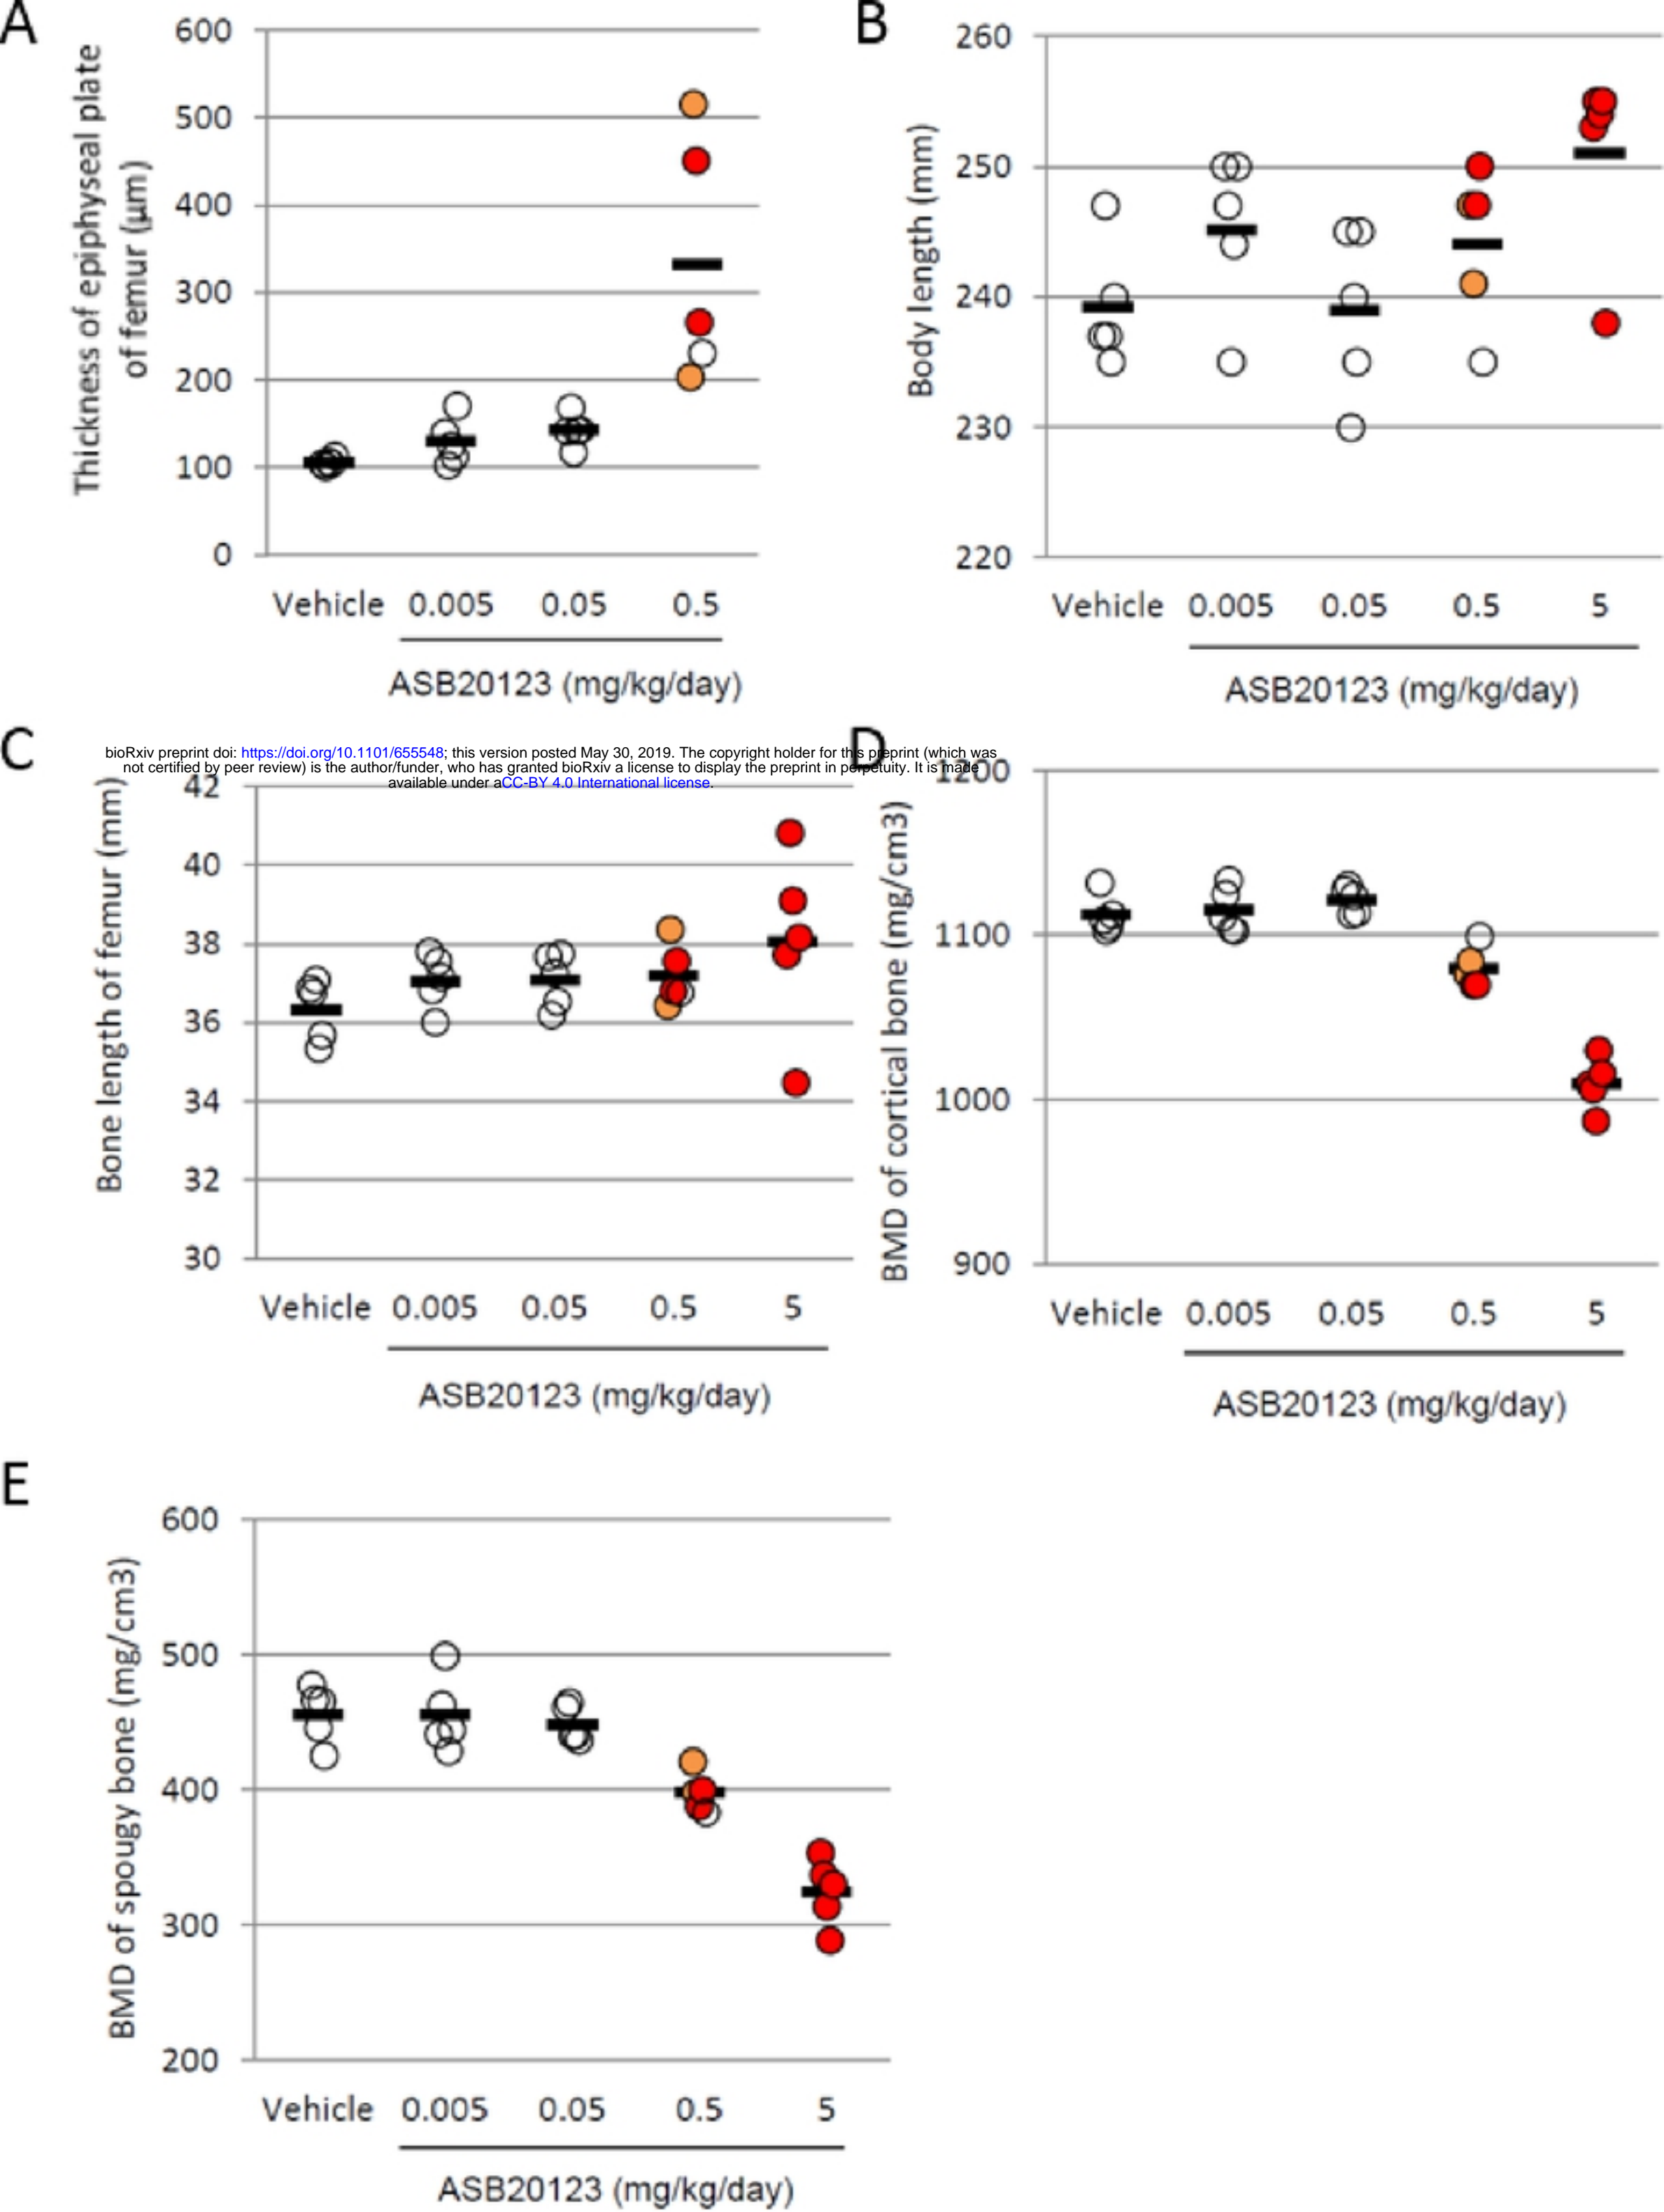 A
Thickness of epiphyseal plate
of femur (µm)
600
500
400
300
200
100
0
Vehicle 0.005 0.05 0.5
ASB20123 (mg/kg/day)
B
Body length (mm)
260
250
240
230
220
Vehicle 0.005 0.05 0.5 5
ASB20123 (mg/kg/day)
bioRxiv preprint doi: https://doi.org/10.1101/655548; this version posted May 30, 2019. The copyright holder for this preprint (which was
not certified by peer review) is the author/funder, who has granted bioRxiv a license to display the preprint in perpetuity. It is made
available under aCC-BY 4.0 International license.
C
Bone length of femur (mm)
42
40
38
36
34
32
30
Vehicle 0.005 0.05 0.5 5
ASB20123 (mg/kg/day)
D
BMD of cortical bone (mg/cm3)
1200
1100
1000
900
Vehicle 0.005 0.05 0.5 5
ASB20123 (mg/kg/day)
E
BMD of spougy bone (mg/cm3)
600
500
400
300
200
Vehicle 0.005 0.05 0.5 5
ASB20123 (mg/kg/day)